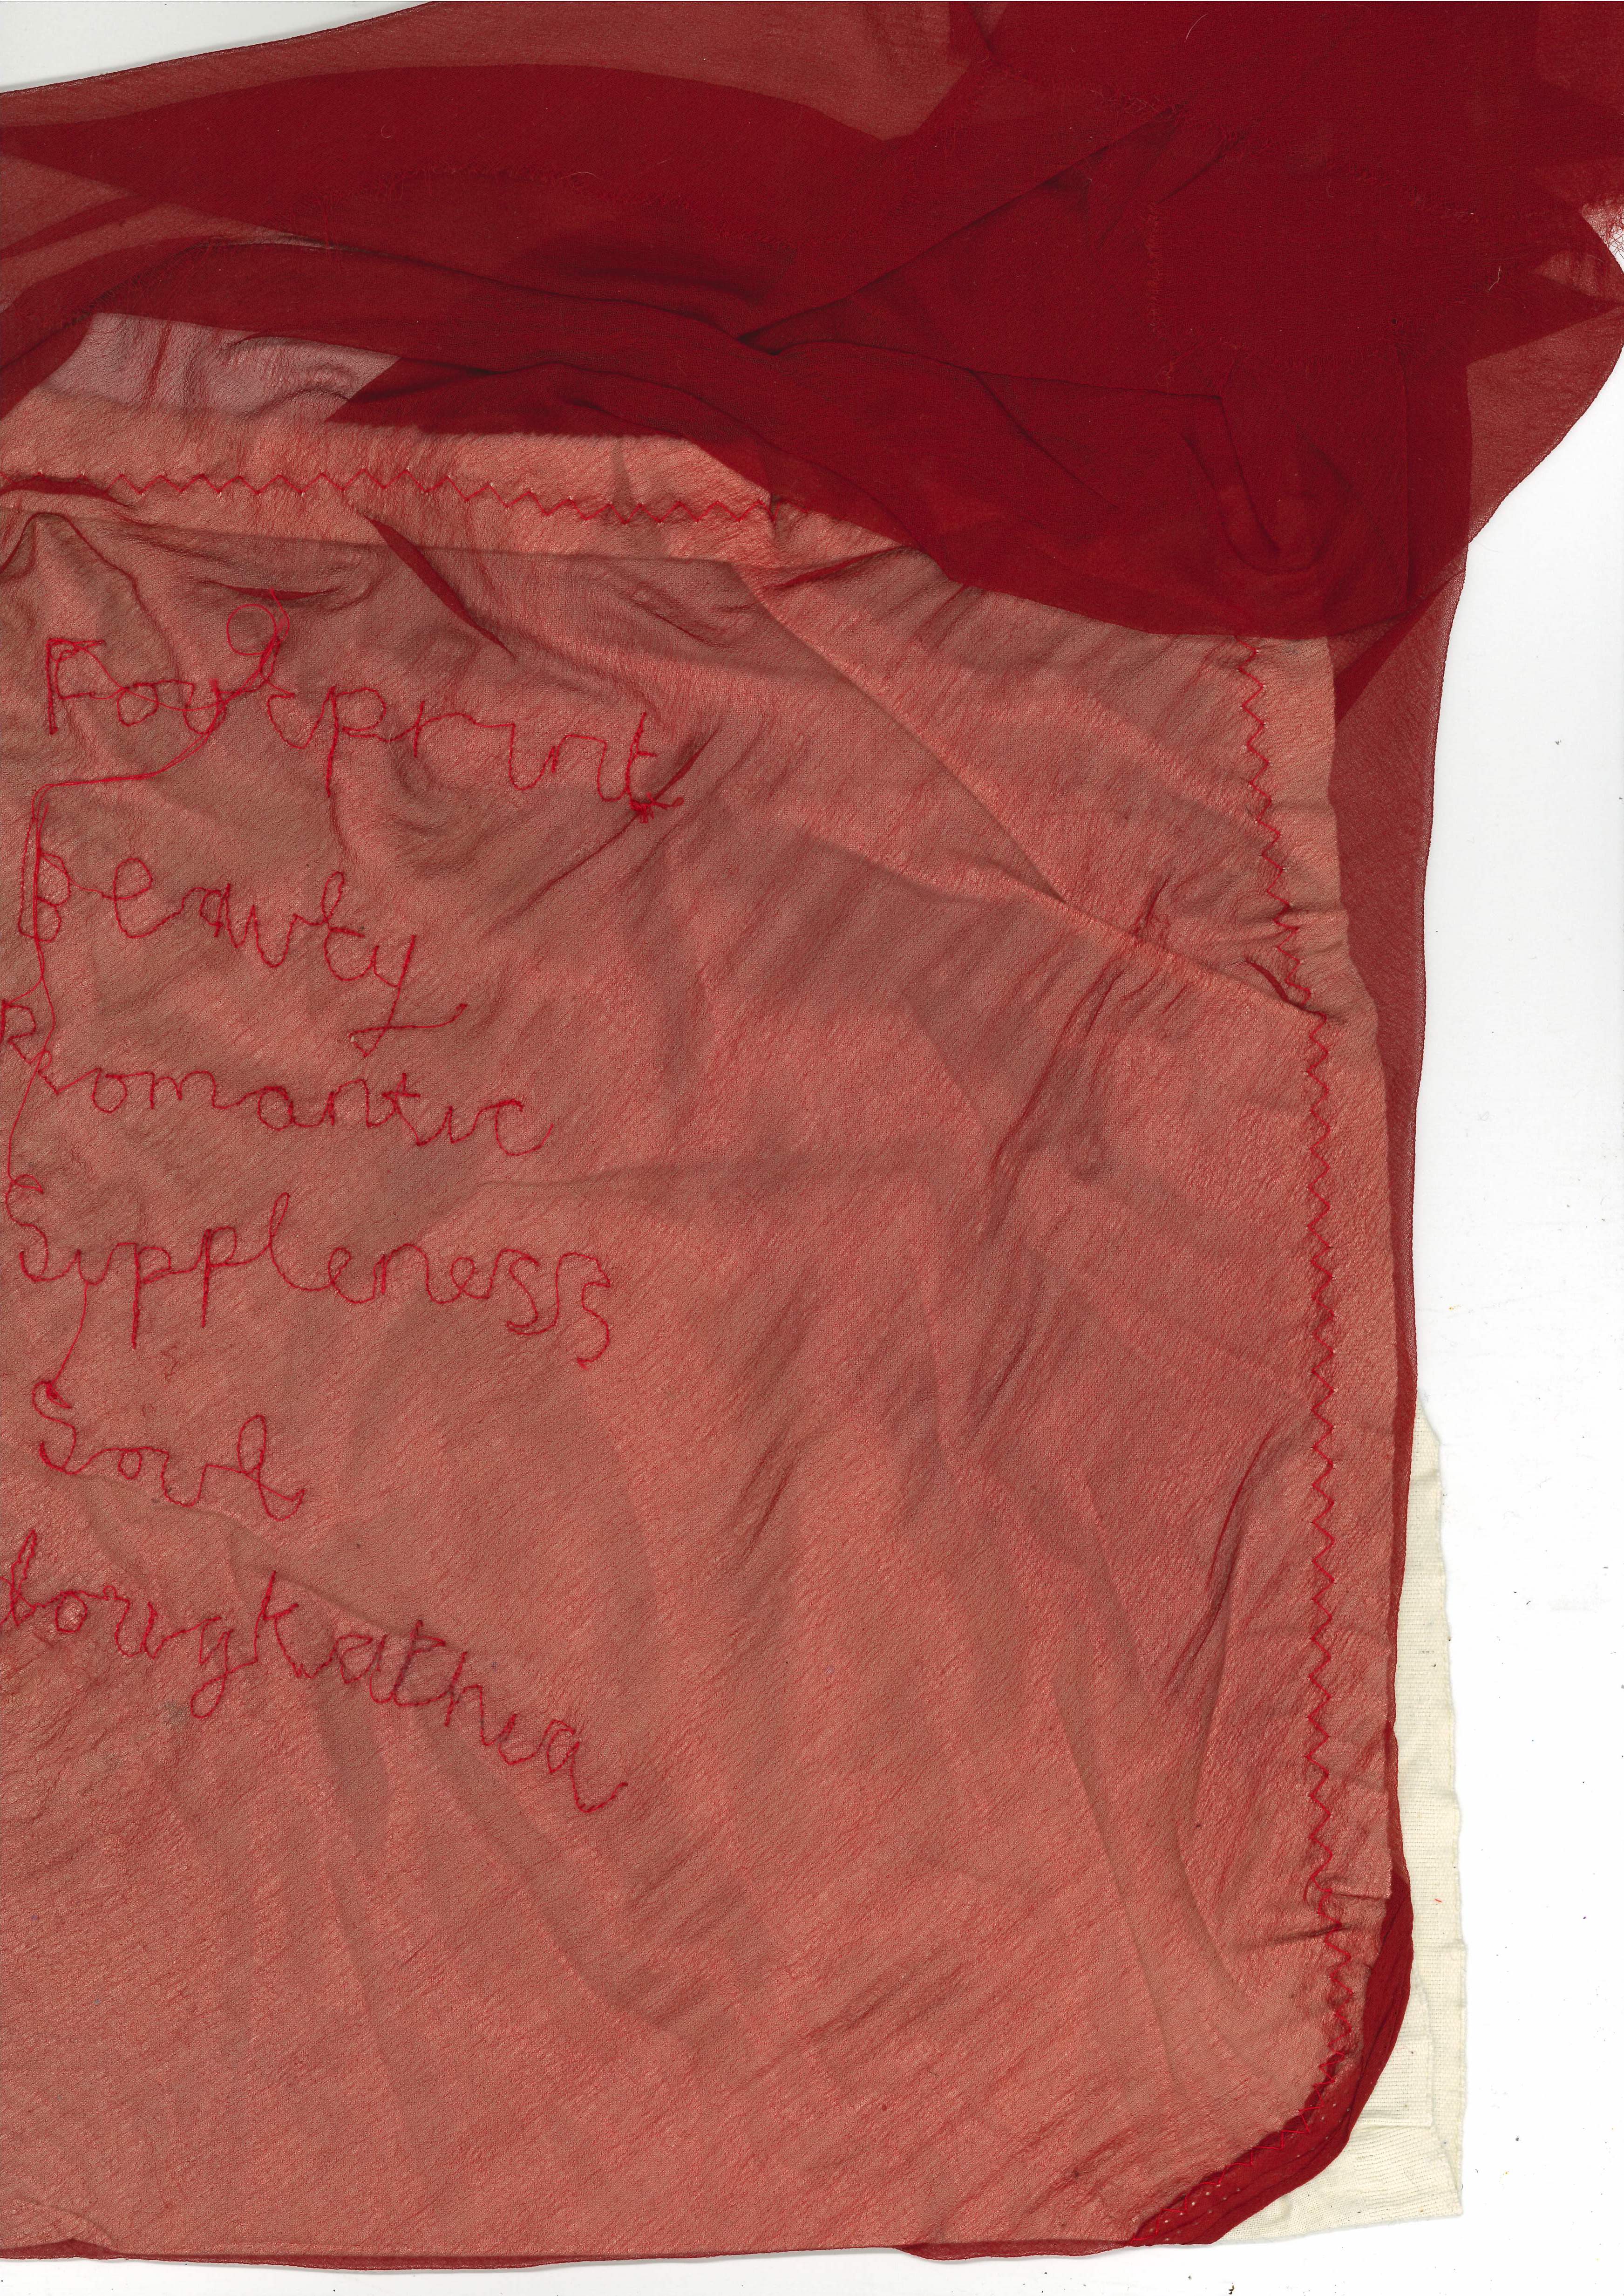 Footprint
Beauty
Romantic
Suppleness
Soul